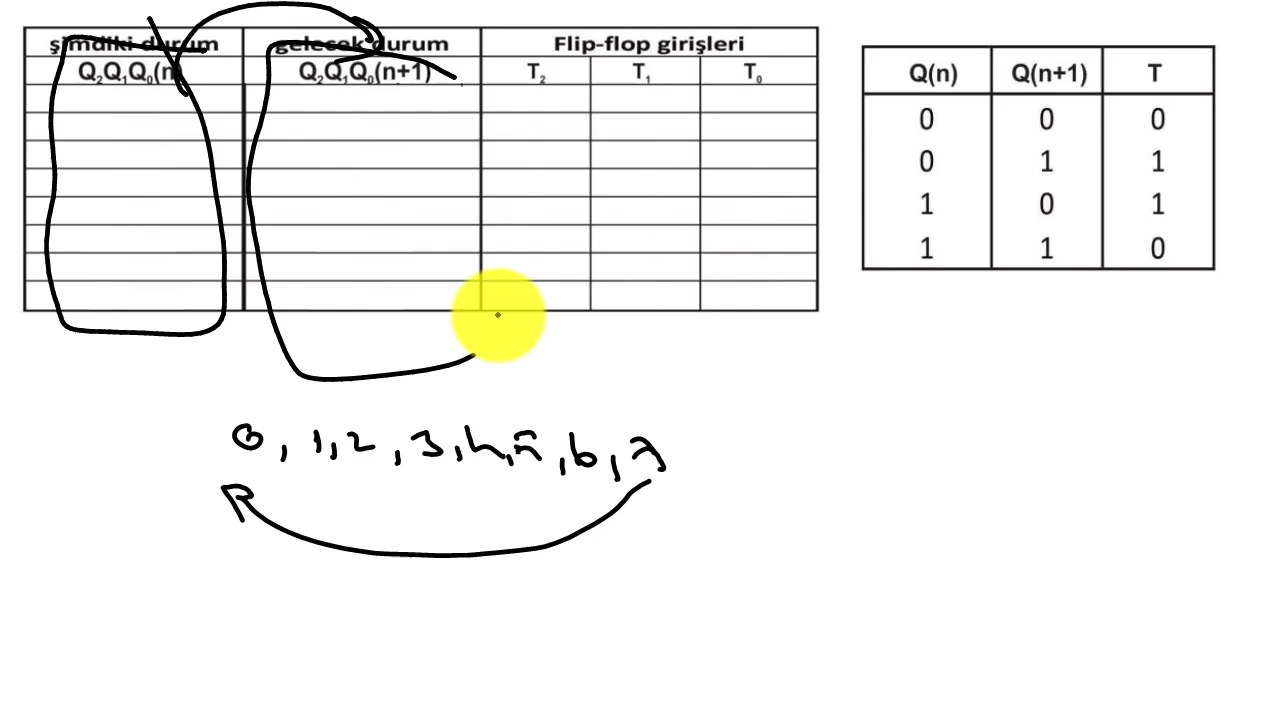 şimdiki durum gelecek durum Flip-flop girişleri
Q₂Q₁Q₀(n) Q₂Q₁Q₀(n+1) T₂ T₁ T₀
Q(n) Q(n+1) T
0 0 0
0 1 1
1 0 1
1 1 0
0, 1, 2, 3, 4, 5, 6, 7